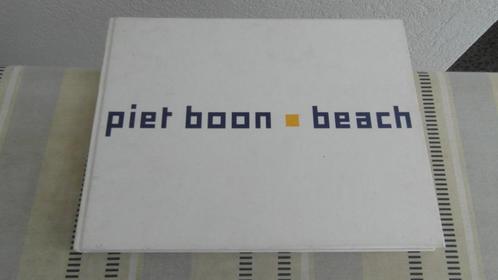 piet boon ▪ beach